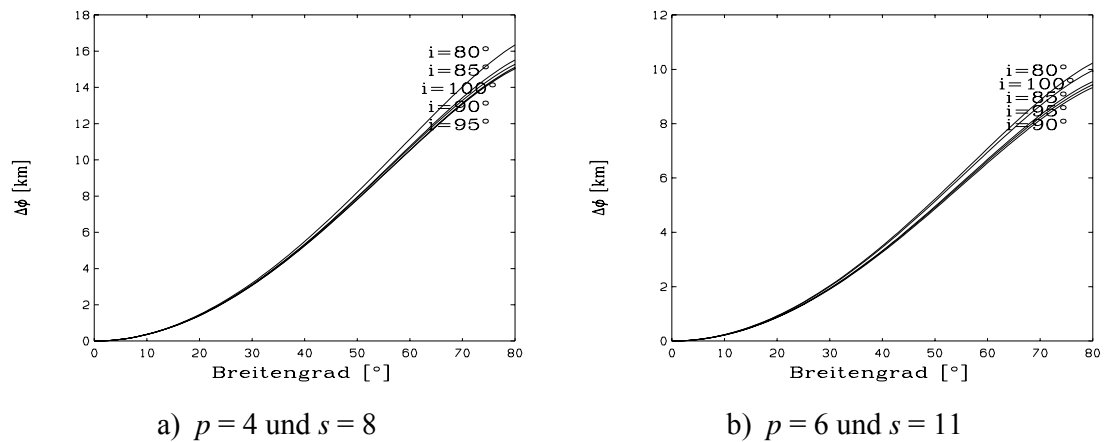 18
16
14
12
10
8
6
4
2
0
Δϕ [km]
i=80°
i=85°
i=100°
i=90°
i=95°
0 10 20 30 40 50 60 70 80
Breitengrad [°]
a) p = 4 und s = 8
12
10
8
6
4
2
0
Δϕ [km]
i=80°
i=100°
i=85°
i=95°
i=90°
0 10 20 30 40 50 60 70 80
Breitengrad [°]
b) p = 6 und s = 11